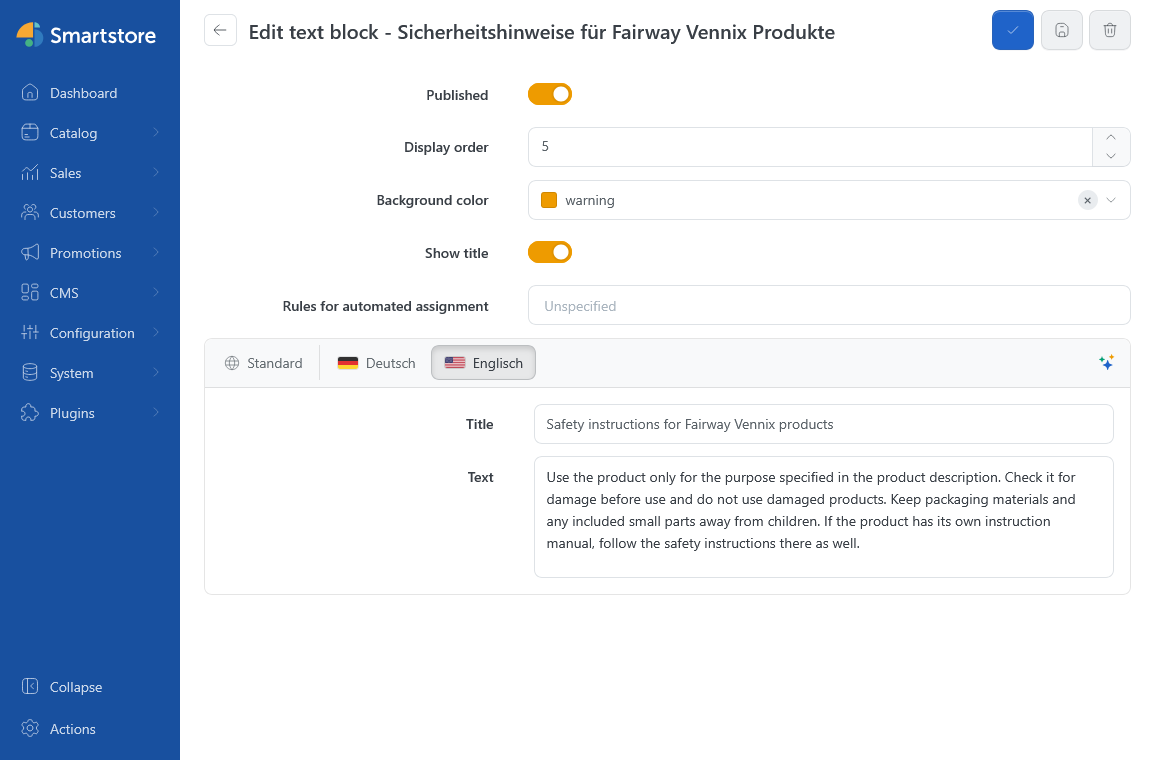 Smartstore
Dashboard
Catalog
Sales
Customers
Promotions
CMS
Configuration
System
Plugins
Collapse
Actions
Edit text block - Sicherheitshinweise für Fairway Vennix Produkte
Published
Display order
5
Background color
warning
Show title
Rules for automated assignment
Unspecified
Standard
Deutsch
Englisch
Title
Safety instructions for Fairway Vennix products
Text
Use the product only for the purpose specified in the product description. Check it for
damage before use and do not use damaged products. Keep packaging materials and
any included small parts away from children. If the product has its own instruction
manual, follow the safety instructions there as well.